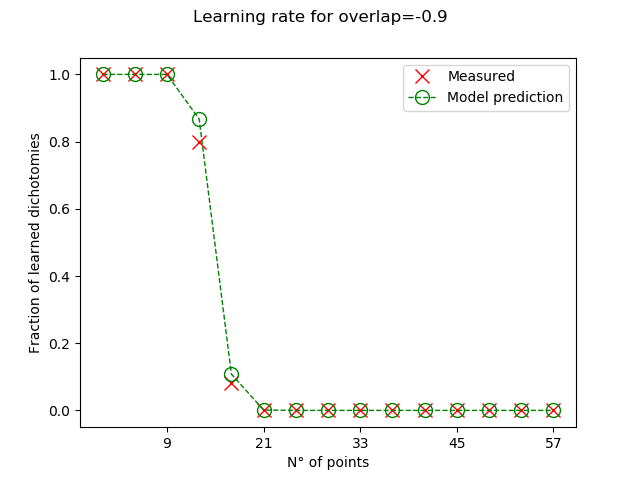 Learning rate for overlap=-0.9
Measured
Model prediction
1.0
0.8
0.6
0.4
0.2
0.0
Fraction of learned dichotomies
9
21
33
45
57
N° of points